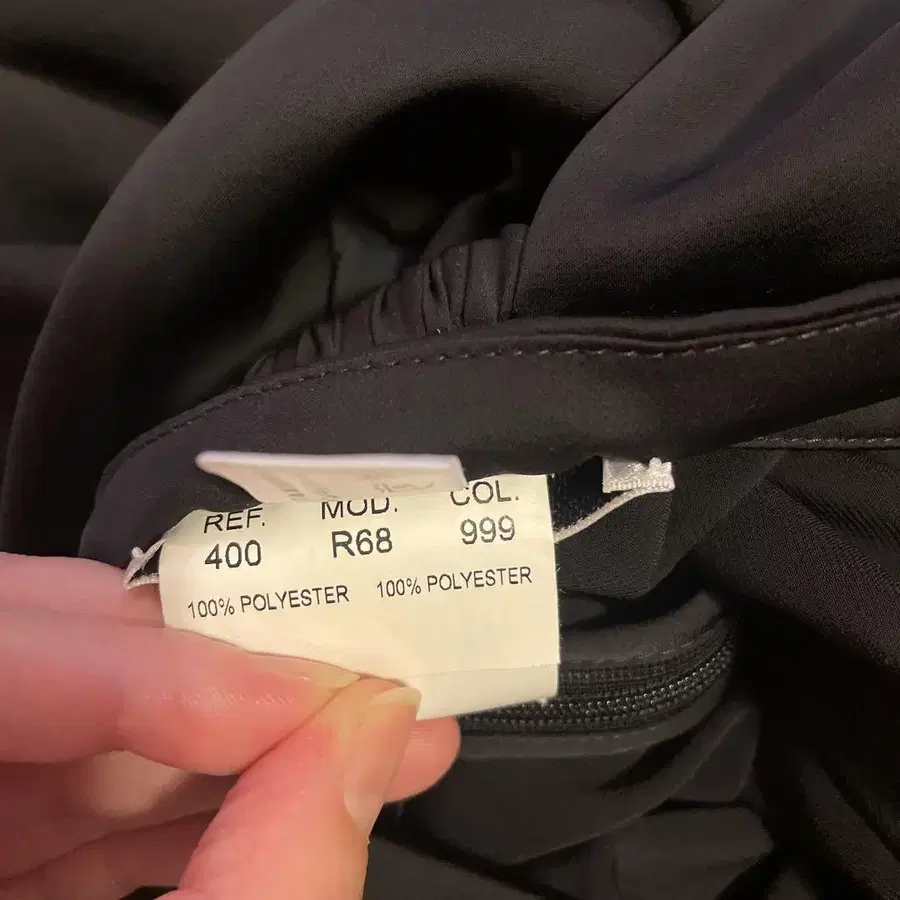 REF. MOD. COL.
400 R68 999
100% POLYESTER 100% POLYESTER